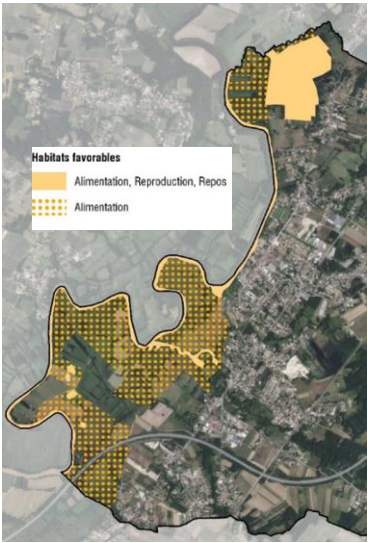 Habitats favorables
Alimentation, Reproduction, Repos
Alimentation